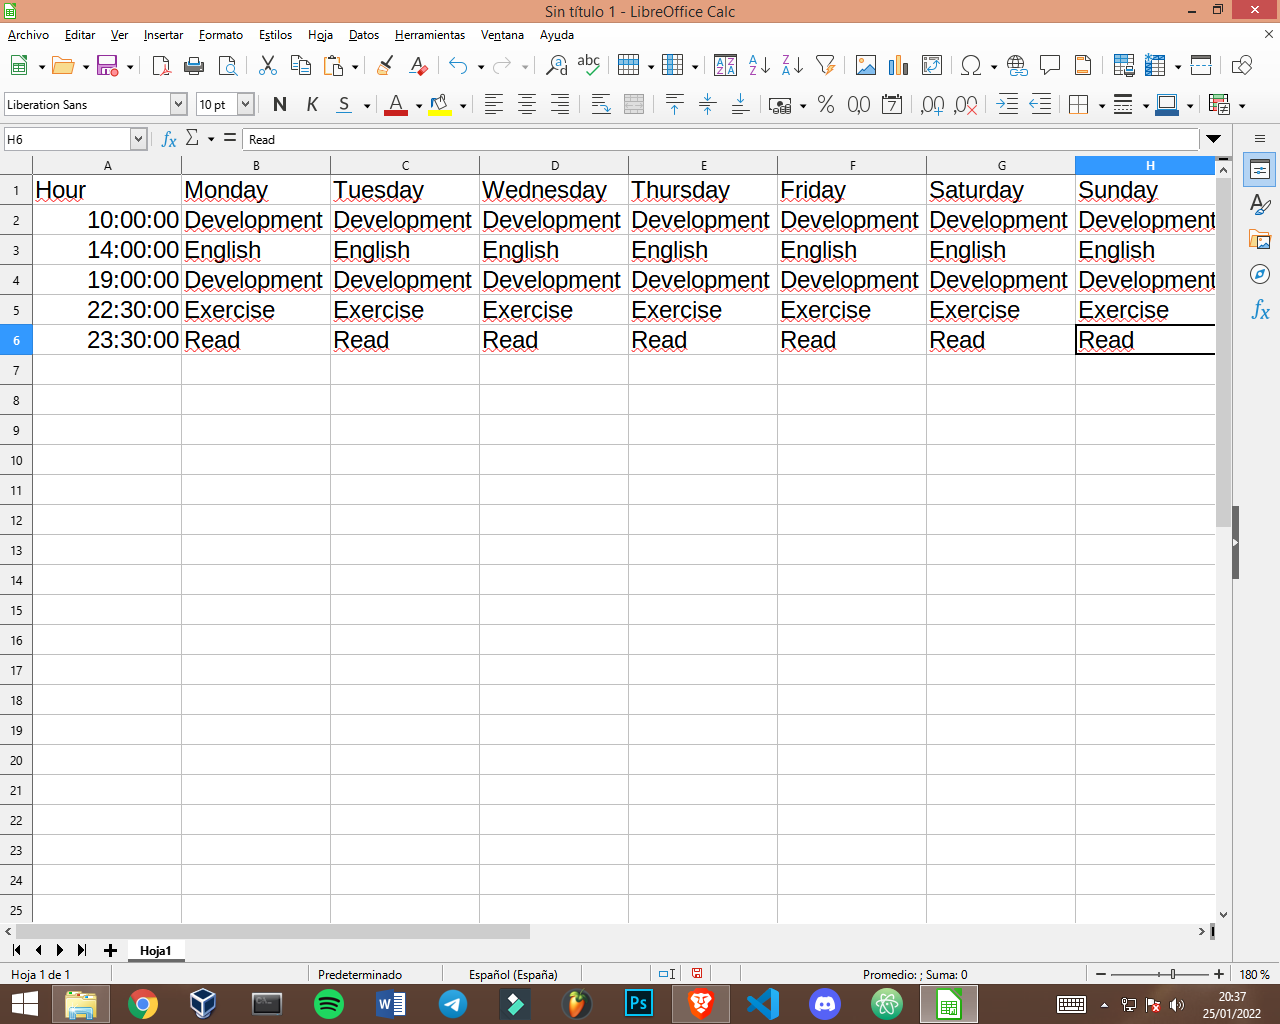 Sin título 1 - LibreOffice Calc
Archivo Editar Ver Insertar Formato Estilos Hoja Datos Herramientas Ventana Ayuda
Liberation Sans 10 pt N K S
H6 Read
A B C D E F G H
1 Hour Monday Tuesday Wednesday Thursday Friday Saturday Sunday
2 10:00:00 Development Development Development Development Development Development Development
3 14:00:00 English English English English English English English
4 19:00:00 Development Development Development Development Development Development Development
5 22:30:00 Exercise Exercise Exercise Exercise Exercise Exercise Exercise
6 23:30:00 Read Read Read Read Read Read Read
7
8
9
10
11
12
13
14
15
16
17
18
19
20
21
22
23
24
25
Hoja1
Hoja 1 de 1 Predeterminado Español (España) Promedio: ; Suma: 0 180 %
20:37
25/01/2022